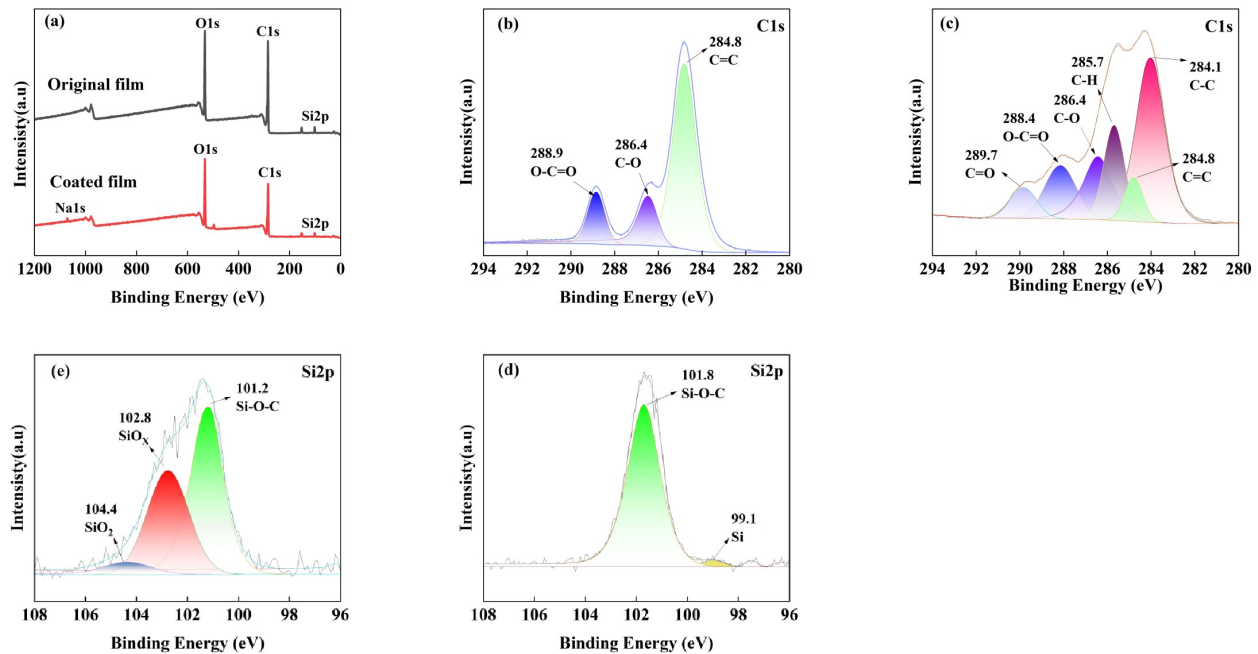 (a)
O1s
C1s
Original film
Si2p
O1s
C1s
Coated film
Na1s
Si2p
Intensisty(a.u)
1200 1000 800 600 400 200 0
Binding Energy (eV)
(b)
C1s
284.8
C=C
286.4
C-O
288.9
O-C=O
Intensisty(a.u)
294 292 290 288 286 284 282 280
Binding Energy (eV)
(c)
C1s
285.7
C-H
284.1
C-C
286.4
C-O
288.4
O-C=O
289.7
C=O
284.8
C=C
Intensisty(a.u)
294 292 290 288 286 284 282 280
Binding Energy (eV)
(e)
Si2p
101.2
Si-O-C
102.8
SiOX
104.4
SiO2
Intensisty(a.u)
108 106 104 102 100 98 96
Binding Energy (eV)
(d)
Si2p
101.8
Si-O-C
99.1
Si
Intensisty(a.u)
108 106 104 102 100 98 96
Binding Energy (eV)